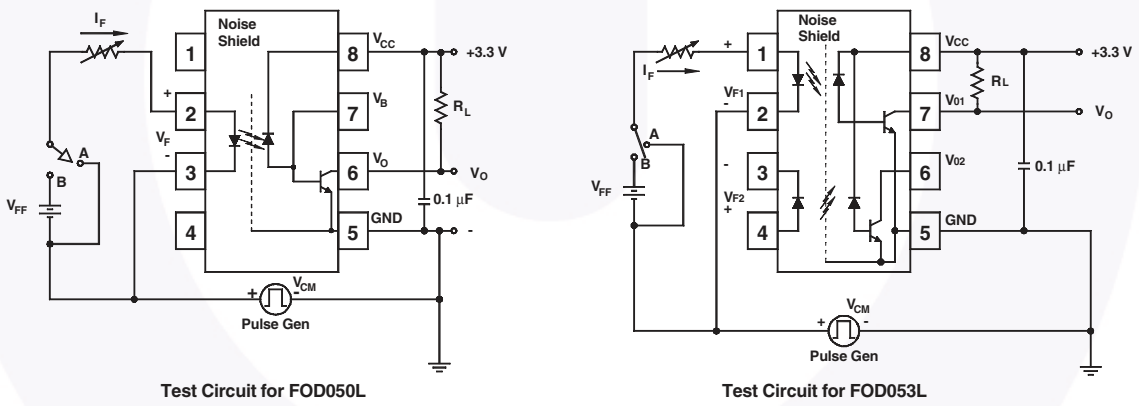 I_F
Noise
Shield
1
2
3
4
8
7
6
5
V_CC
V_B
V_O
GND
+
V_F
-
A
B
V_FF
+3.3 V
R_L
V_O
0.1 μF
-
+
V_CM
-
Pulse Gen
Test Circuit for FOD050L
Noise
Shield
I_F
+
1
2
3
4
8
7
6
5
V_CC
V_01
V_02
GND
V_F1
-
-
V_F2
+
A
B
V_FF
+3.3 V
R_L
V_O
0.1 μF
V_CM
+
-
Pulse Gen
Test Circuit for FOD053L